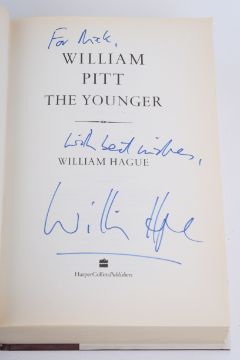 For Nick,
WILLIAM
PITT
THE YOUNGER
With best wishes,
WILLIAM HAGUE
William Hague
HarperCollinsPublishers